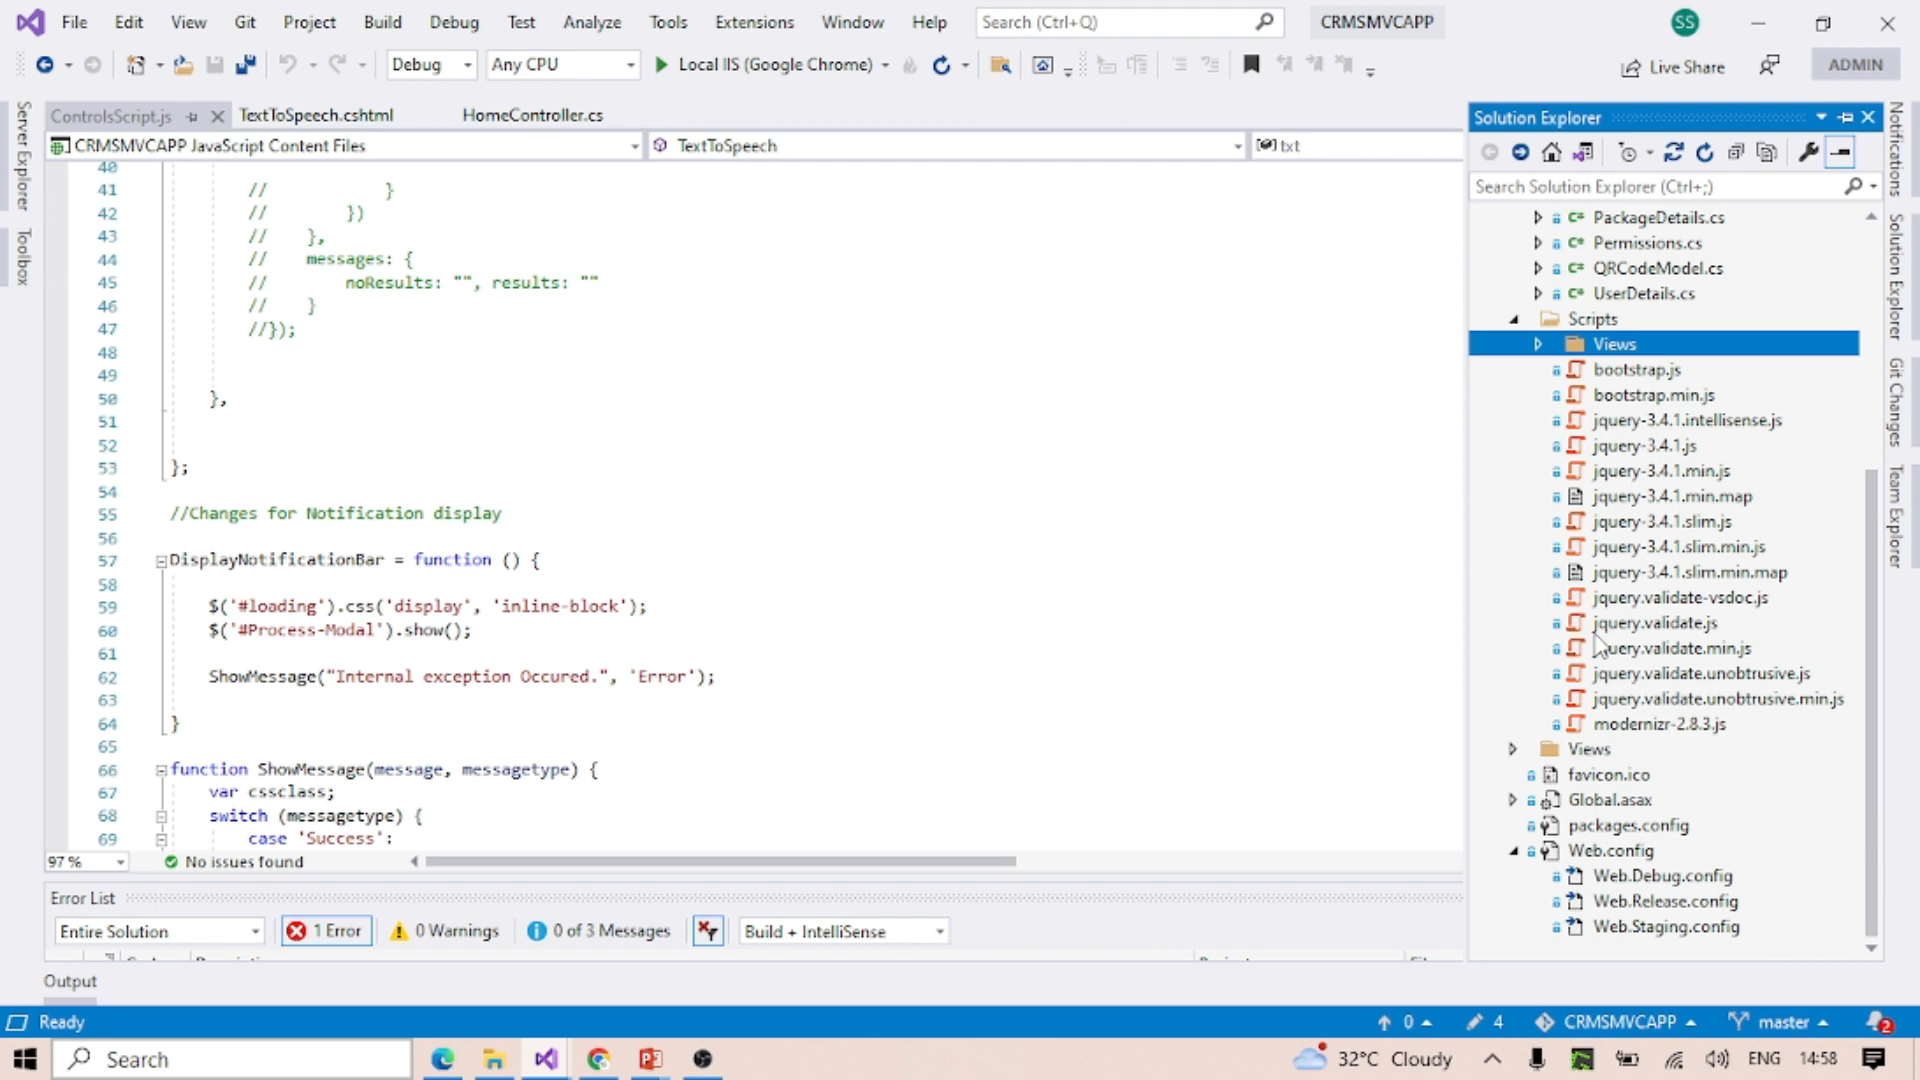 File Edit View Git Project Build Debug Test Analyze Tools Extensions Window Help Search (Ctrl+Q) CRMSMVCAPP SS
Debug Any CPU Local IIS (Google Chrome) Live Share ADMIN
Server Explorer
Toolbox
ControlsScript.js TextToSpeech.cshtml HomeController.cs
CRMSMVCAPP JavaScript Content Files TextToSpeech txt
40
41 // }
42 // })
43 // },
44 // messages: {
45 // noResults: "", results: ""
46 // }
47 //});
48
49
50 },
51
52
53 };
54
55 //Changes for Notification display
56
57 DisplayNotificationBar = function () {
58
59 $('#loading').css('display', 'inline-block');
60 $('#Process-Modal').show();
61
62 ShowMessage("Internal exception Occured.", 'Error');
63
64 }
65
66 function ShowMessage(message, messagetype) {
67 var cssclass;
68 switch (messagetype) {
69 case 'Success':
97 % No issues found
Error List
Entire Solution 1 Error 0 Warnings 0 of 3 Messages Build + IntelliSense
Output
Solution Explorer
Search Solution Explorer (Ctrl+;)
C# PackageDetails.cs
C# Permissions.cs
C# QRCodeModel.cs
C# UserDetails.cs
Scripts
Views
bootstrap.js
bootstrap.min.js
jquery-3.4.1.intellisense.js
jquery-3.4.1.js
jquery-3.4.1.min.js
jquery-3.4.1.min.map
jquery-3.4.1.slim.js
jquery-3.4.1.slim.min.js
jquery-3.4.1.slim.min.map
jquery.validate-vsdoc.js
jquery.validate.js
jquery.validate.min.js
jquery.validate.unobtrusive.js
jquery.validate.unobtrusive.min.js
modernizr-2.8.3.js
Views
favicon.ico
Global.asax
packages.config
Web.config
Web.Debug.config
Web.Release.config
Web.Staging.config
Notifications
Solution Explorer
Git Changes
Team Explorer
Ready 0 4 CRMSMVCAPP master 2
Search 32°C Cloudy ENG 14:58